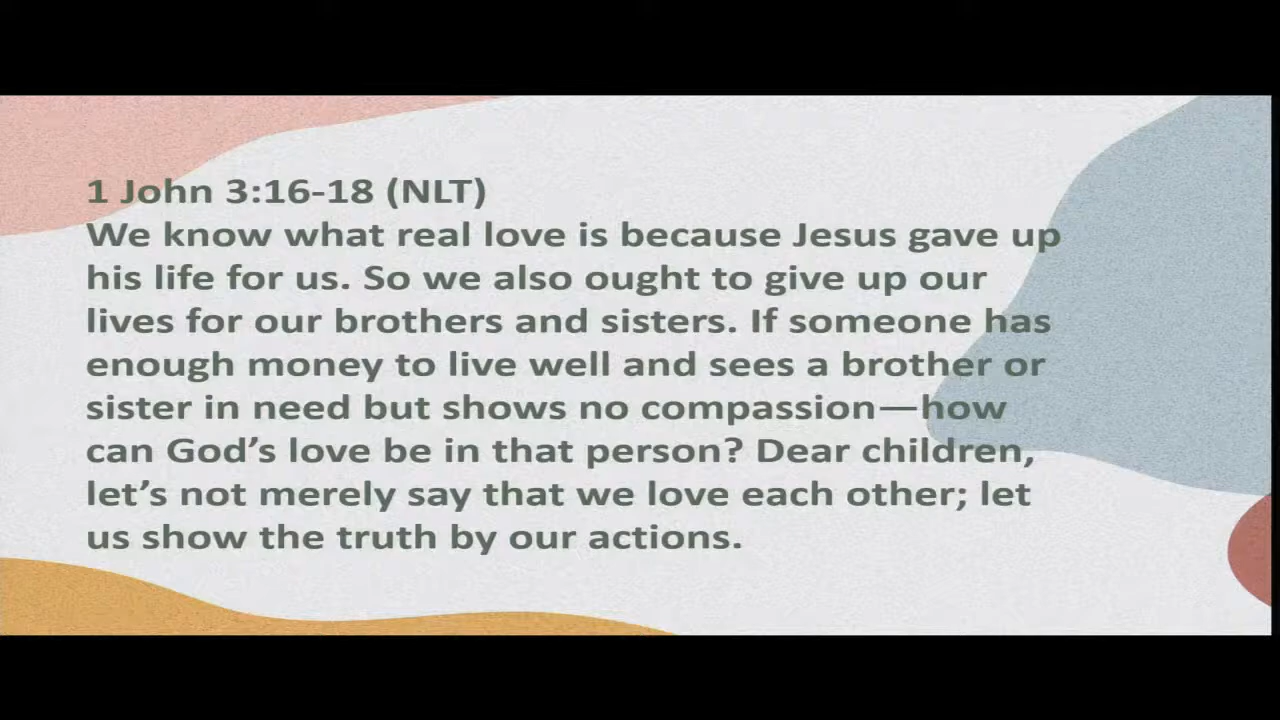 1 John 3:16-18 (NLT)
We know what real love is because Jesus gave up
his life for us. So we also ought to give up our
lives for our brothers and sisters. If someone has
enough money to live well and sees a brother or
sister in need but shows no compassion—how
can God’s love be in that person? Dear children,
let’s not merely say that we love each other; let
us show the truth by our actions.